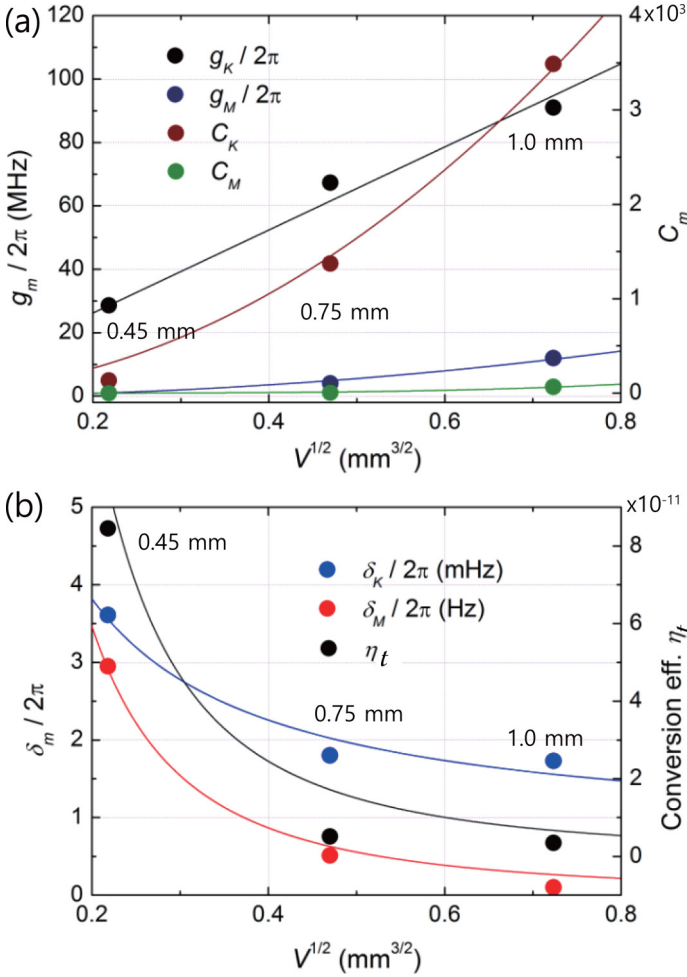 (a)
120
100
80
60
40
20
0
g_m / 2π (MHz)
g_K / 2π
g_M / 2π
C_K
C_M
0.45 mm
0.75 mm
1.0 mm
4x10³
3
2
1
0
C_m
0.2 0.4 0.6 0.8
V^1/2 (mm^3/2)
(b)
5
4
3
2
1
0
δ_m / 2π
0.45 mm
δ_K / 2π (mHz)
δ_M / 2π (Hz)
η_t
0.75 mm
1.0 mm
x10^-11
8
6
4
2
0
Conversion eff. η_t
0.2 0.4 0.6 0.8
V^1/2 (mm^3/2)